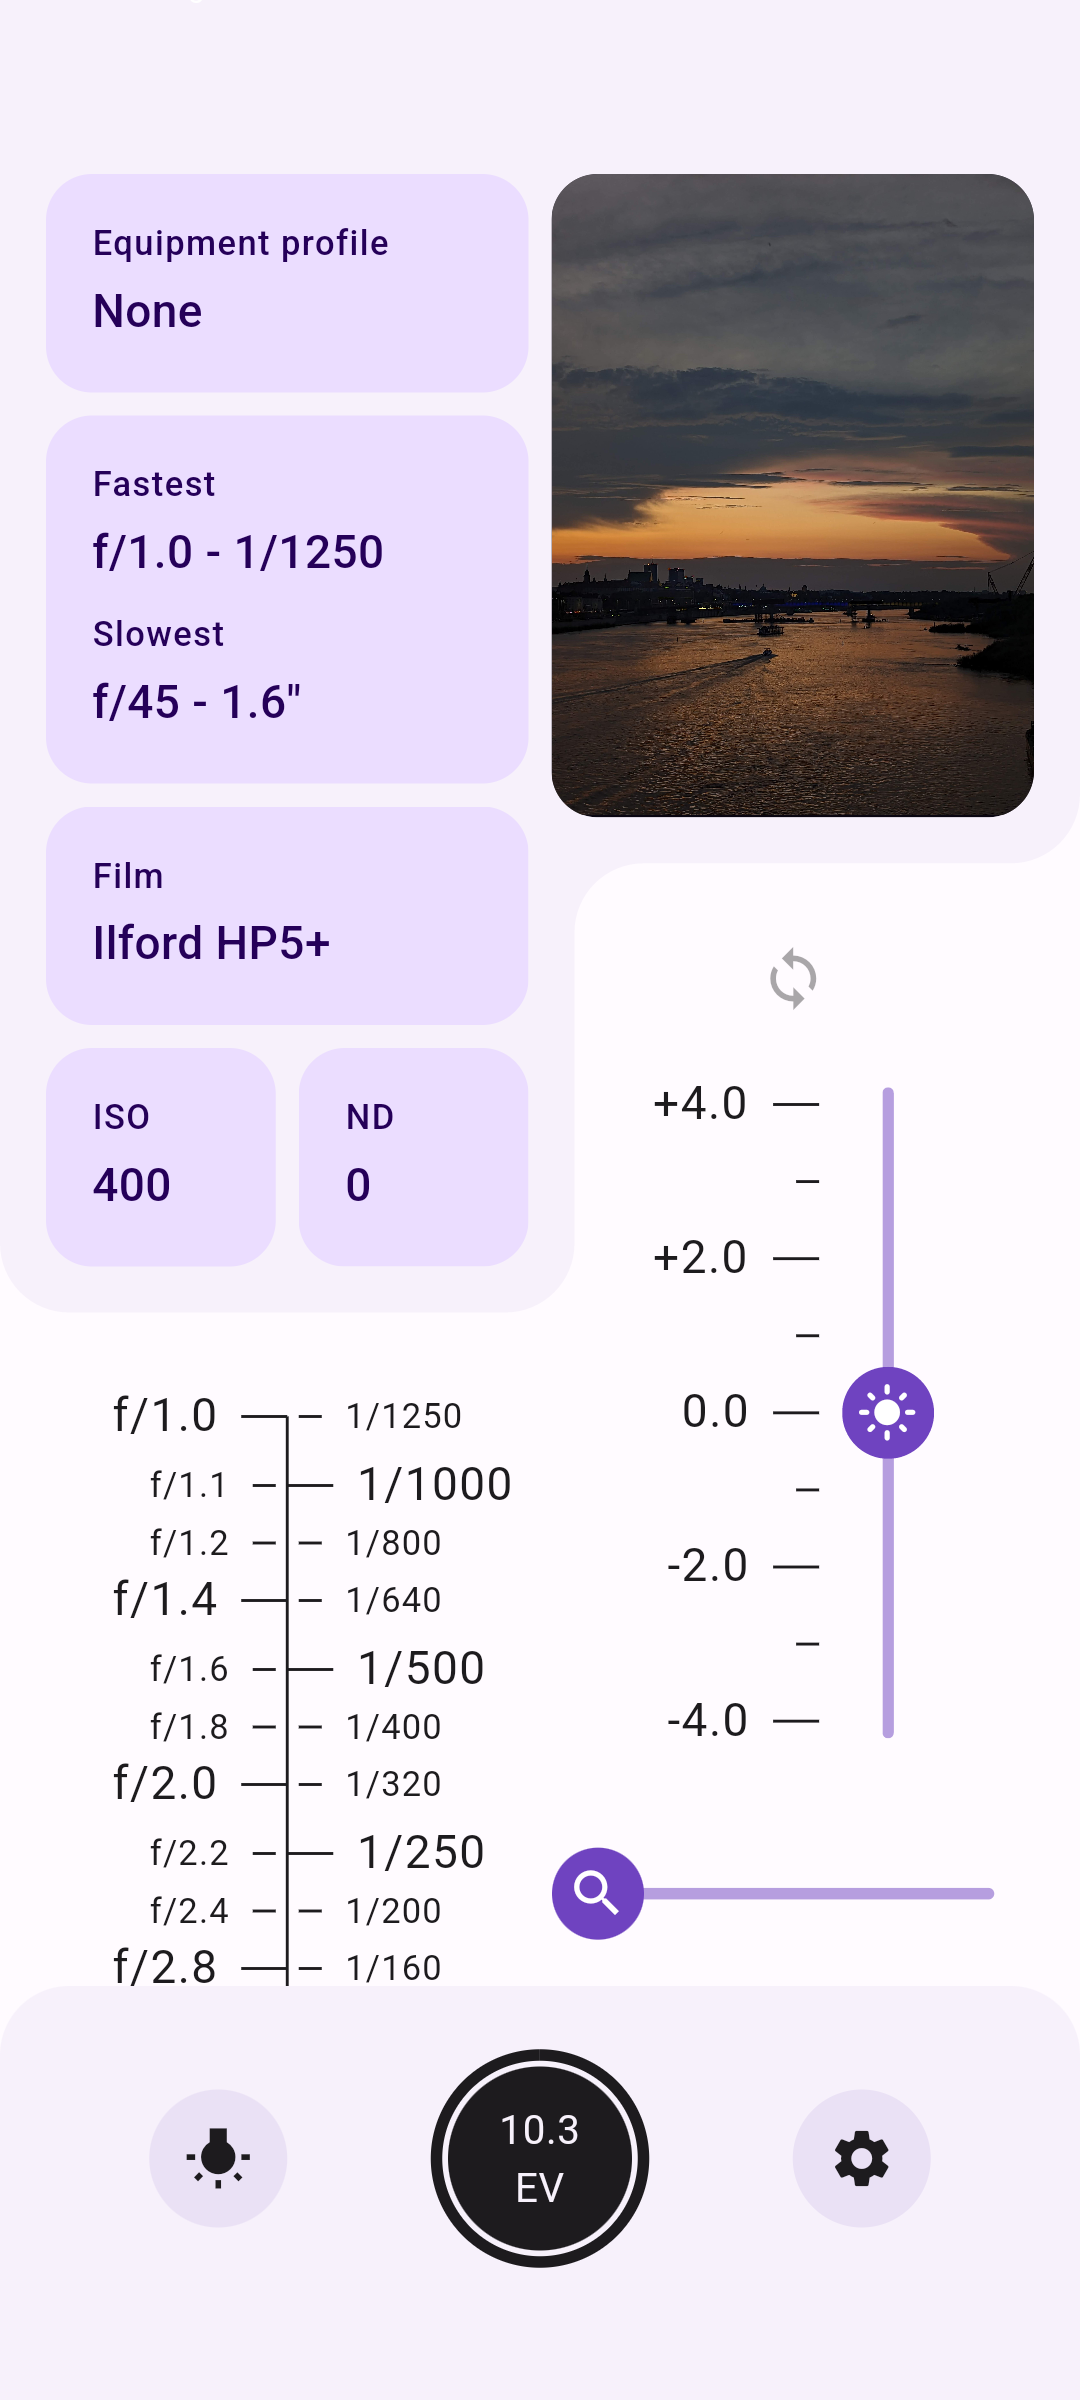 Equipment profile
None
Fastest
f/1.0 - 1/1250
Slowest
f/45 - 1.6"
Film
Ilford HP5+
ISO
400
ND
0
+4.0
+2.0
0.0
-2.0
-4.0
f/1.0 1/1250
f/1.1 1/1000
f/1.2 1/800
f/1.4 1/640
f/1.6 1/500
f/1.8 1/400
f/2.0 1/320
f/2.2 1/250
f/2.4 1/200
f/2.8 1/160
10.3
EV